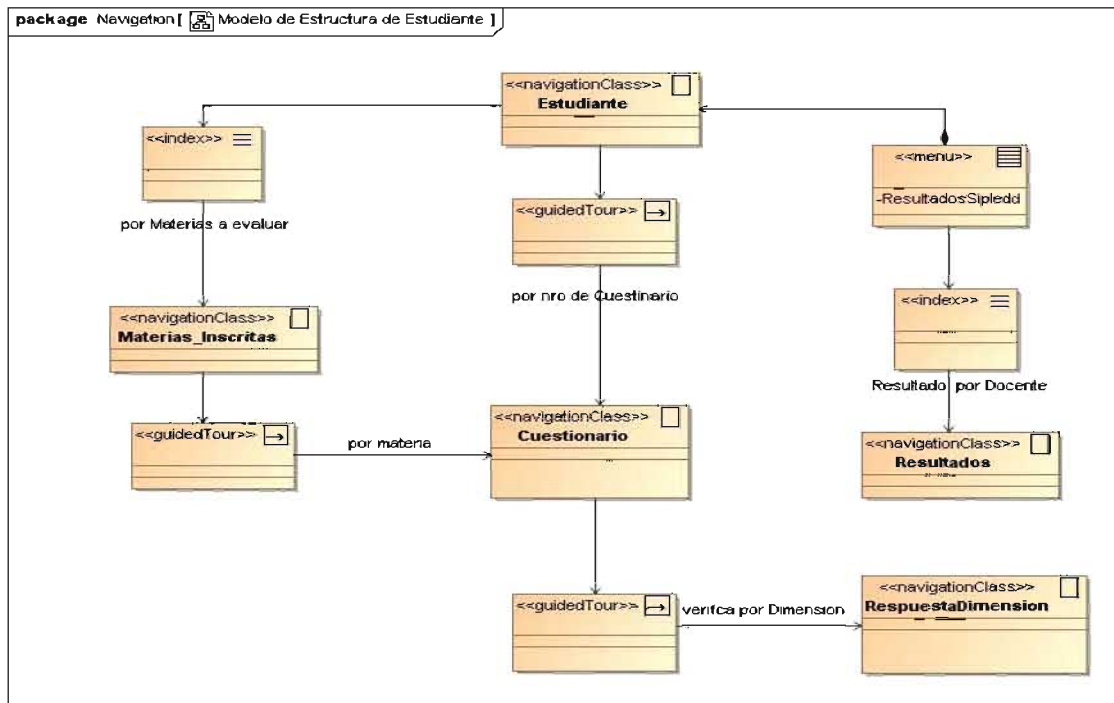 package Navigation [ Modelo de Estructura de Estudiante ]
<<navigationClass>>
Estudiante
<<index>>
<<menu>>
-ResultadosSipledd
<<guidedTour>>
por Materias a evaluar
por nro de Cuestinario
<<index>>
<<navigationClass>>
Materias_Inscritas
Resultado por Docente
<<navigationClass>>
Cuestionario
<<guidedTour>>
por materia
<<navigationClass>>
Resultados
<<guidedTour>>
verifca por Dimension
<<navigationClass>>
RespuestaDimension